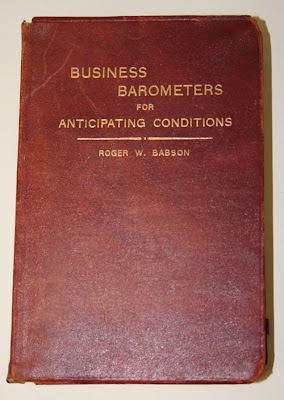 BUSINESS
BAROMETERS
FOR
ANTICIPATING CONDITIONS
ROGER W. BABSON